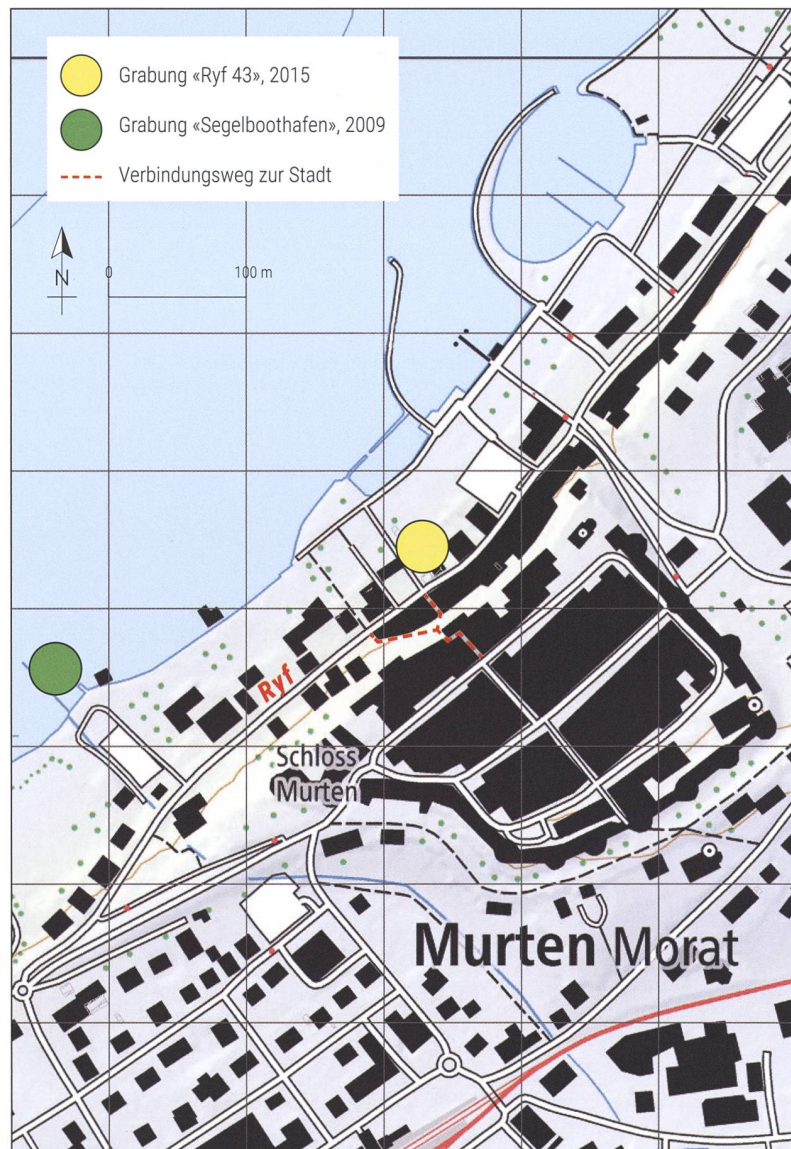 Grabung «Ryf 43», 2015
Grabung «Segelboothafen», 2009
Verbindungsweg zur Stadt
N
0 100 m
Ryf
Schloss
Murten
Murten Morat